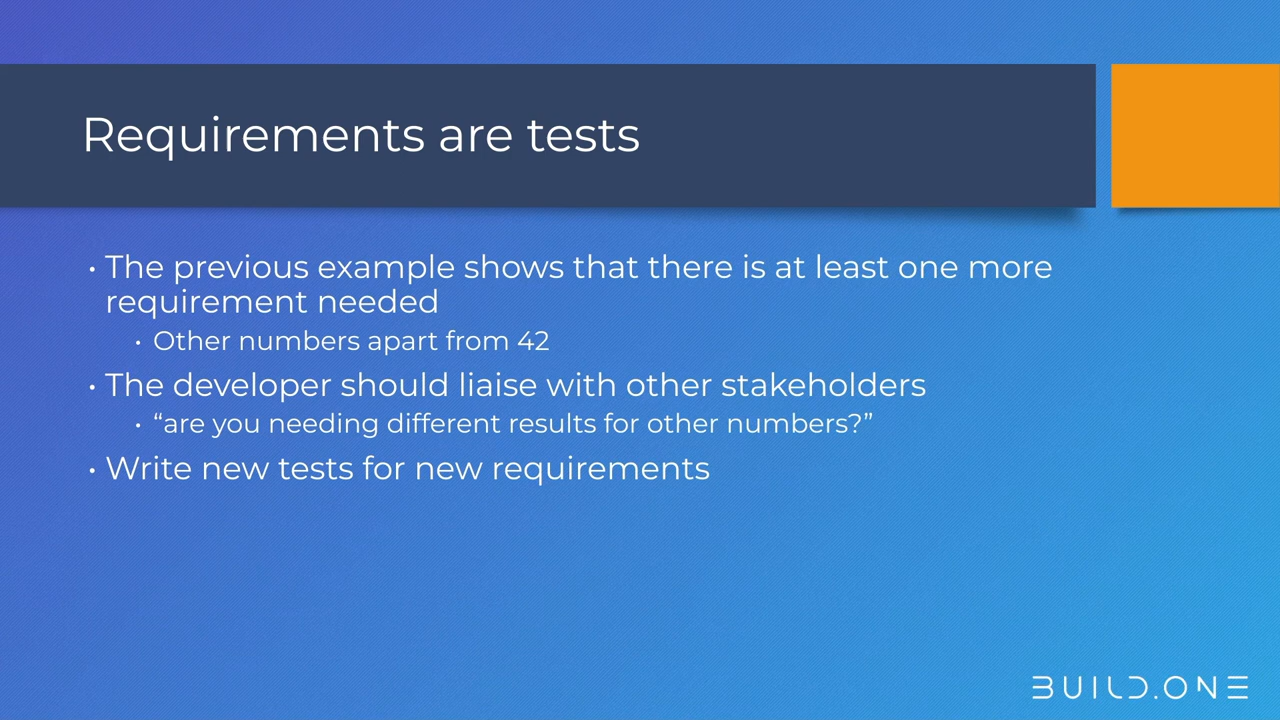 Requirements are tests
• The previous example shows that there is at least one more
requirement needed
• Other numbers apart from 42
• The developer should liaise with other stakeholders
• “are you needing different results for other numbers?”
• Write new tests for new requirements
BUILD.ONE